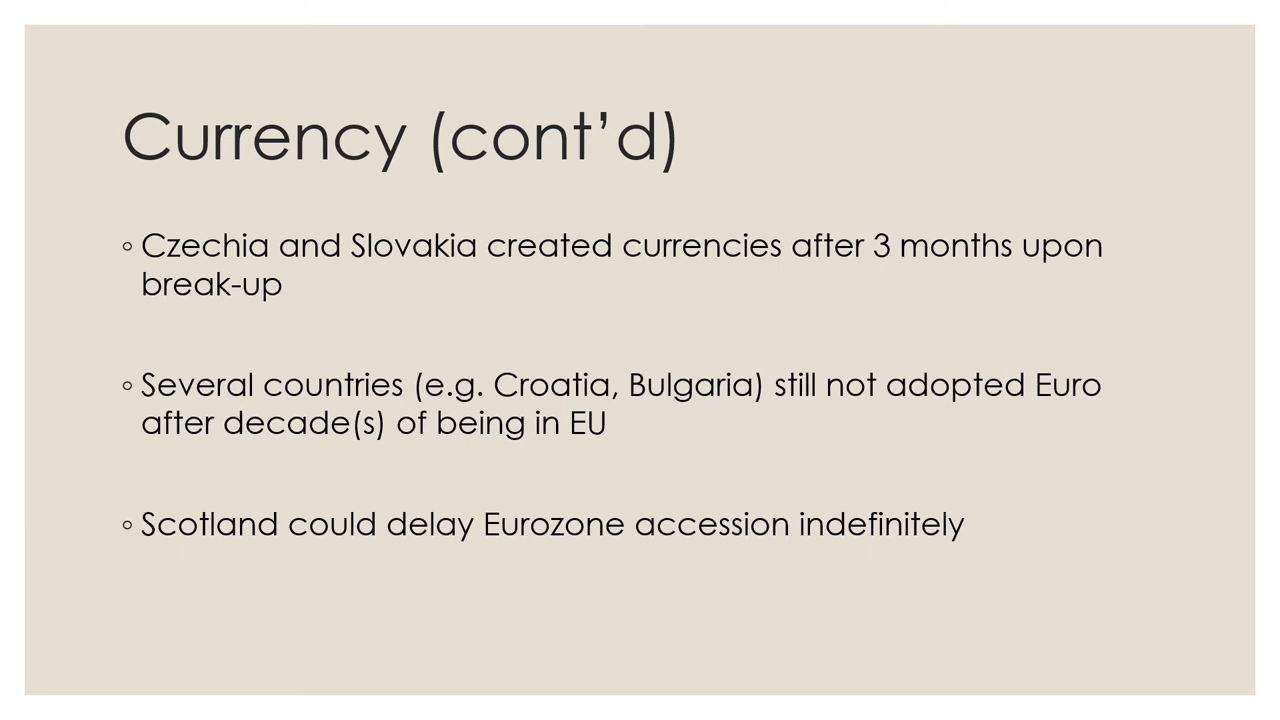 Currency (cont’d)
◦ Czechia and Slovakia created currencies after 3 months upon
break-up
◦ Several countries (e.g. Croatia, Bulgaria) still not adopted Euro
after decade(s) of being in EU
◦ Scotland could delay Eurozone accession indefinitely